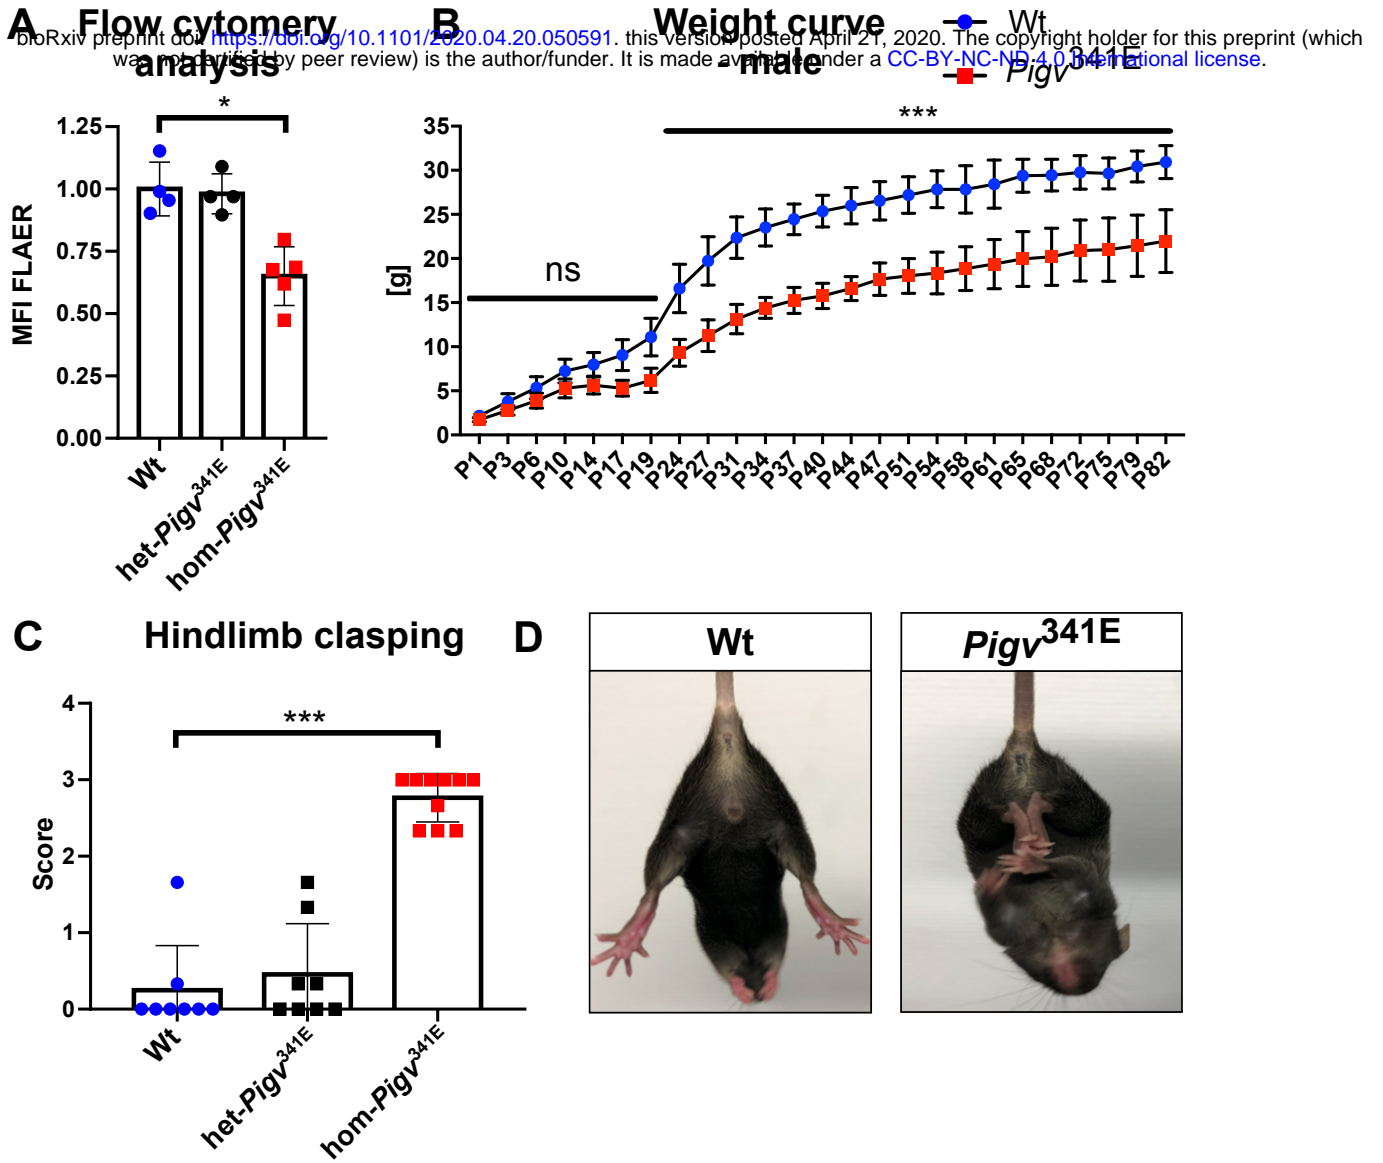 A Flow cytomery analysis
B Weight curve - male
Wt
Pigv341E
bioRxiv preprint doi: https://doi.org/10.1101/2020.04.20.050591. this version posted April 21, 2020. The copyright holder for this preprint (which
was not certified by peer review) is the author/funder. It is made available under a CC-BY-NC-ND 4.0 International license.
*
1.25
1.00
0.75
0.50
0.25
0.00
MFI FLAER
Wt
het-Pigv341E
hom-Pigv341E
***
ns
35
30
25
20
15
10
5
0
[g]
P1 P3 P6 P10 P14 P17 P19 P24 P27 P31 P34 P37 P40 P44 P47 P51 P54 P58 P61 P65 P68 P72 P75 P79 P82
C Hindlimb clasping
***
4
3
2
1
0
Score
Wt
het-Pigv341E
hom-Pigv341E
D
Wt
Pigv341E